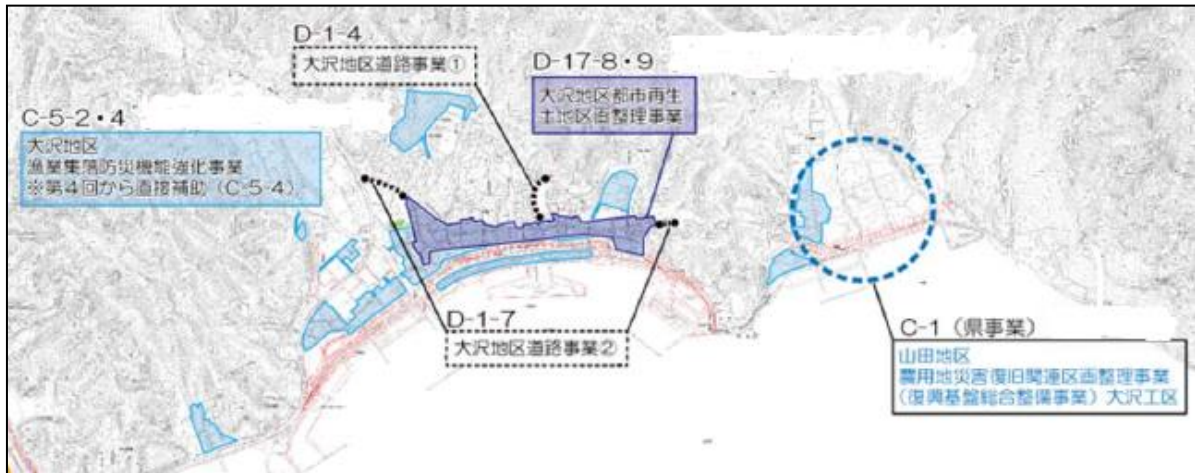 D-1-4
大沢地区道路事業①
D-17-8・9
大沢地区都市再生
土地区画整理事業
C-5-2・4
大沢地区
漁業集落防災機能強化事業
※第4回から直接補助（C-5-4）
D-1-7
大沢地区道路事業②
C-1（県事業）
山田地区
農用地災害復旧関連区画整理事業
(復興基盤総合整備事業) 大沢工区